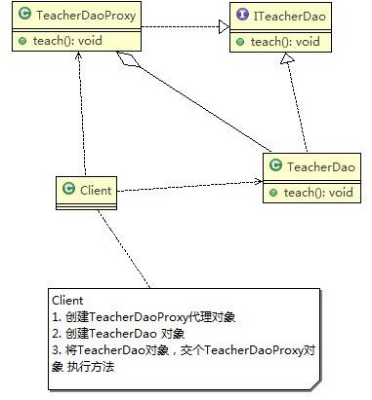 C TeacherDaoProxy
teach(): void
I ITeacherDao
teach(): void
C TeacherDao
teach(): void
C Client
Client
1. 创建TeacherDaoProxy代理对象
2. 创建TeacherDao 对象
3. 将TeacherDao对象，交个TeacherDaoProxy对
象 执行方法